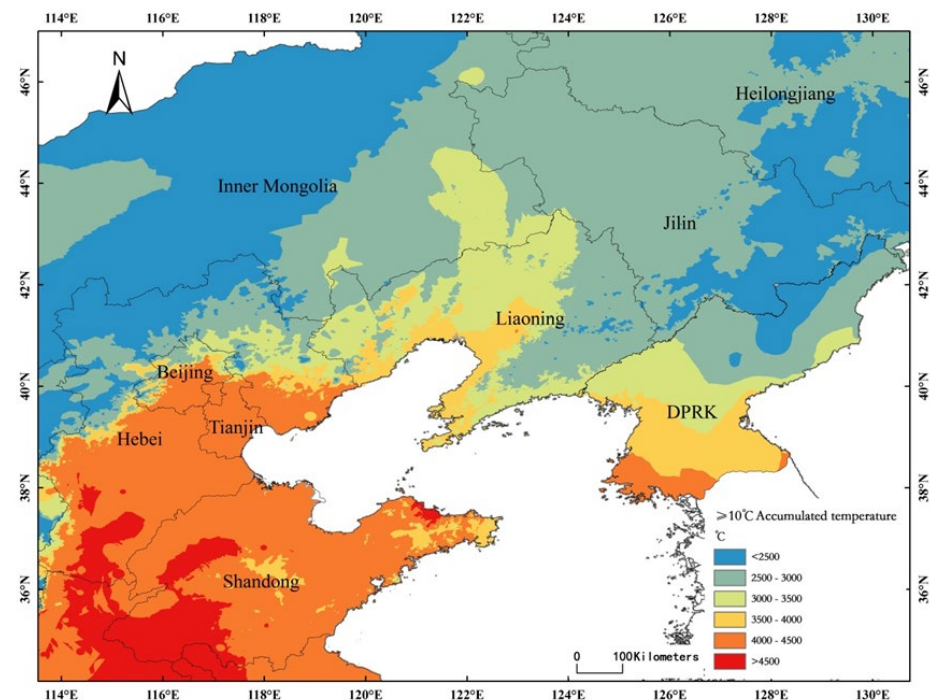 114°E 116°E 118°E 120°E 122°E 124°E 126°E 128°E 130°E
N
46°N 46°N
Heilongjiang
44°N Inner Mongolia 44°N
Jilin
42°N 42°N
Liaoning
Beijing
40°N 40°N
DPRK
Hebei Tianjin
38°N 38°N
≥10℃ Accumulated temperature
℃
<2500
2500 - 3000
36°N Shandong 36°N
3000 - 3500
3500 - 4000
4000 - 4500
0 100Kilometers
>4500
114°E 116°E 118°E 120°E 122°E 124°E 126°E 128°E 130°E